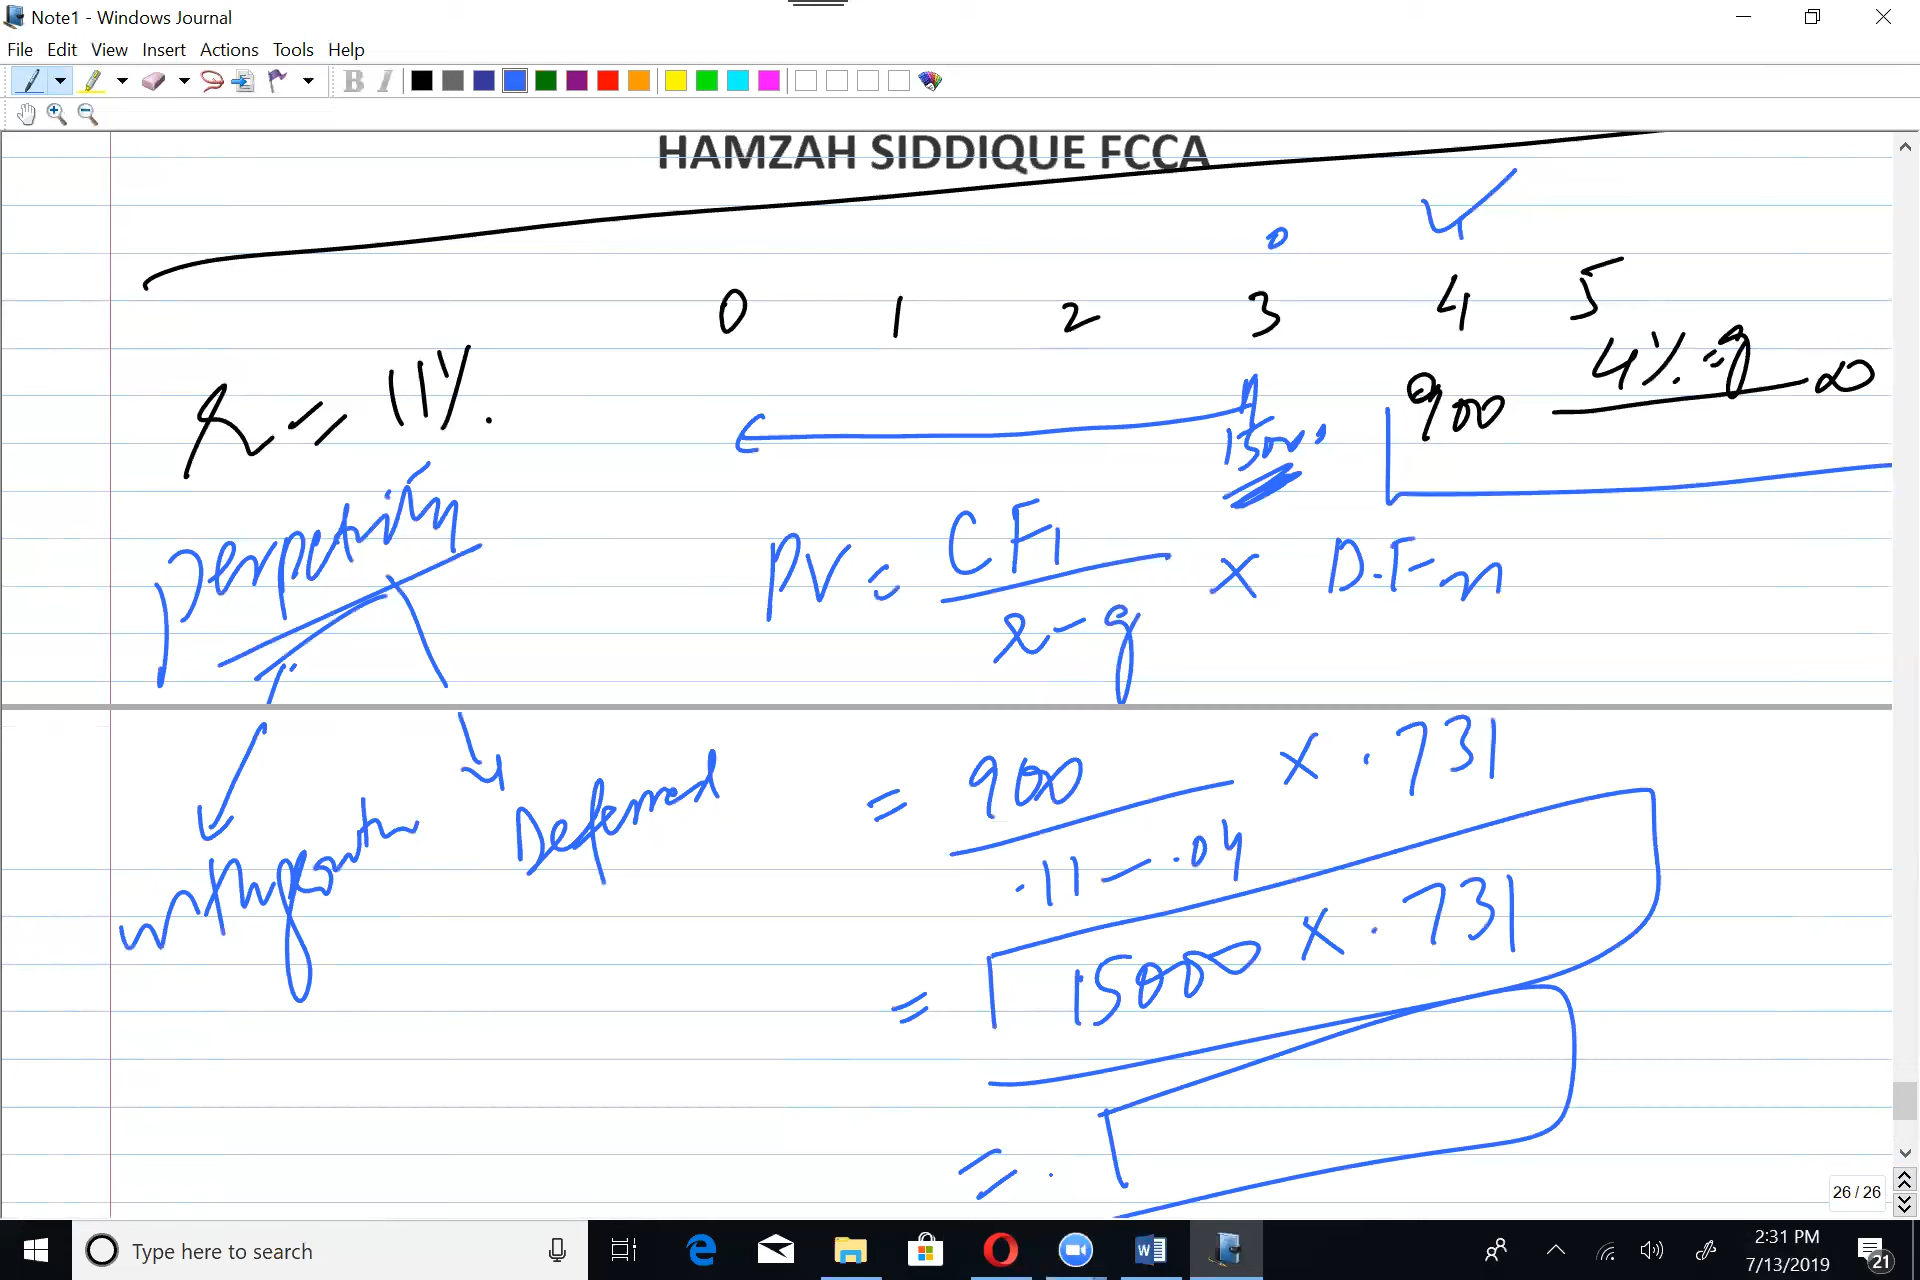 Note1 - Windows Journal
File Edit View Insert Actions Tools Help
B I
HAMZAH SIDDIQUE FCCA
0
0 1 2 3 4 5
r = 11%.
900 4% = g ∞
perpetuity
PV = CF1 / r - g × D.F n
= 900 / .11 - .04 × .731
Deferred
= 15000 × .731
=
26 / 26
Type here to search
2:31 PM
7/13/2019
21